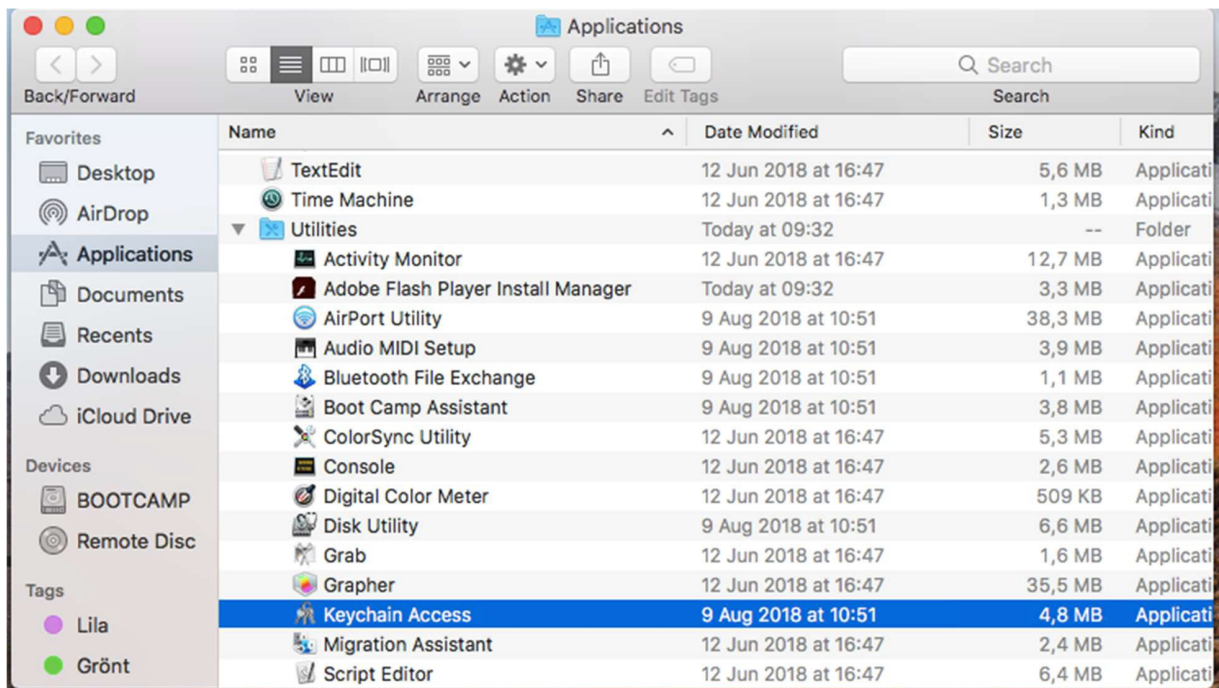 Applications
Back/Forward View Arrange Action Share Edit Tags Search
Search
Favorites
Desktop
AirDrop
Applications
Documents
Recents
Downloads
iCloud Drive
Devices
BOOTCAMP
Remote Disc
Tags
Lila
Grönt
Name Date Modified Size Kind
TextEdit 12 Jun 2018 at 16:47 5,6 MB Applicati
Time Machine 12 Jun 2018 at 16:47 1,3 MB Applicati
Utilities Today at 09:32 -- Folder
Activity Monitor 12 Jun 2018 at 16:47 12,7 MB Applicati
Adobe Flash Player Install Manager Today at 09:32 3,3 MB Applicati
AirPort Utility 9 Aug 2018 at 10:51 38,3 MB Applicati
Audio MIDI Setup 9 Aug 2018 at 10:51 3,9 MB Applicati
Bluetooth File Exchange 9 Aug 2018 at 10:51 1,1 MB Applicati
Boot Camp Assistant 9 Aug 2018 at 10:51 3,8 MB Applicati
ColorSync Utility 12 Jun 2018 at 16:47 5,3 MB Applicati
Console 12 Jun 2018 at 16:47 2,6 MB Applicati
Digital Color Meter 12 Jun 2018 at 16:47 509 KB Applicati
Disk Utility 9 Aug 2018 at 10:51 6,6 MB Applicati
Grab 12 Jun 2018 at 16:47 1,6 MB Applicati
Grapher 12 Jun 2018 at 16:47 35,5 MB Applicati
Keychain Access 9 Aug 2018 at 10:51 4,8 MB Applicati
Migration Assistant 12 Jun 2018 at 16:47 2,4 MB Applicati
Script Editor 12 Jun 2018 at 16:47 6,4 MB Applicati